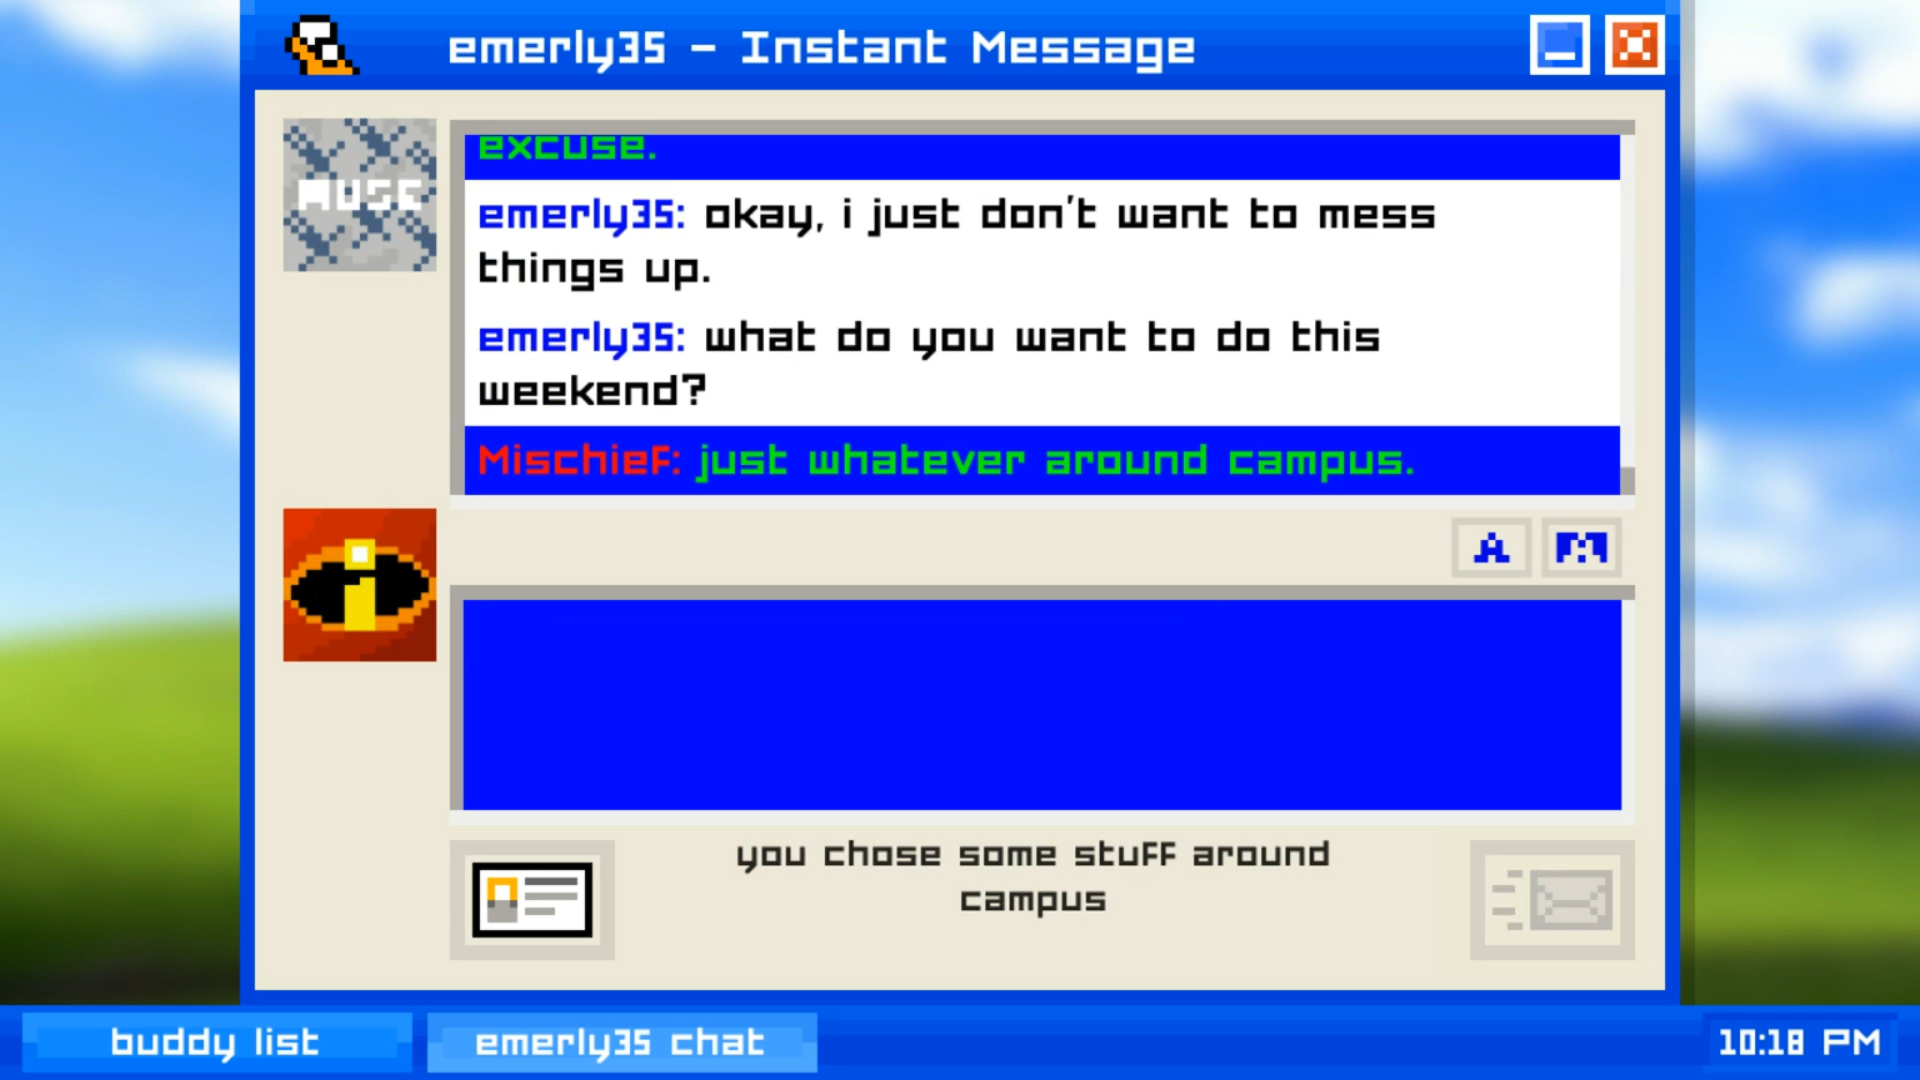 emerly35 - Instant Message
MUSE
excuse.
emerly35: okay, i just don't want to mess
things up.
emerly35: what do you want to do this
weekend?
Mischief: just whatever around campus.
A M
i
you chose some stuff around
campus
buddy list
emerly35 chat
10:18 PM